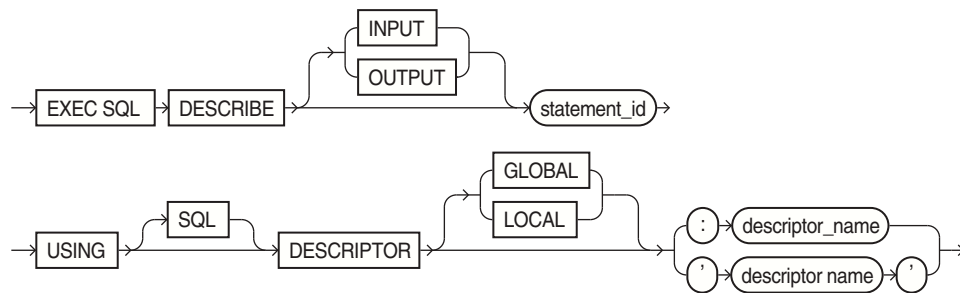 INPUT
OUTPUT
EXEC SQL DESCRIBE statement_id
GLOBAL
SQL LOCAL
USING DESCRIPTOR : descriptor_name
' descriptor name '